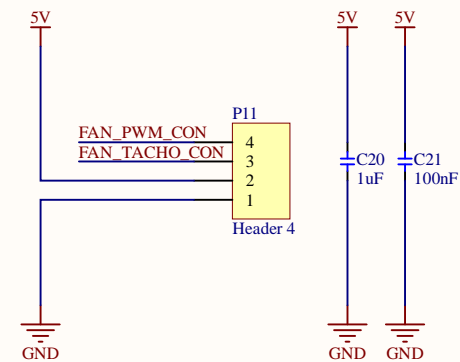 5V
5V
5V
P11
FAN_PWM_CON
4
FAN_TACHO_CON
3
2
1
Header 4
C20
1uF
C21
100nF
GND
GND
GND